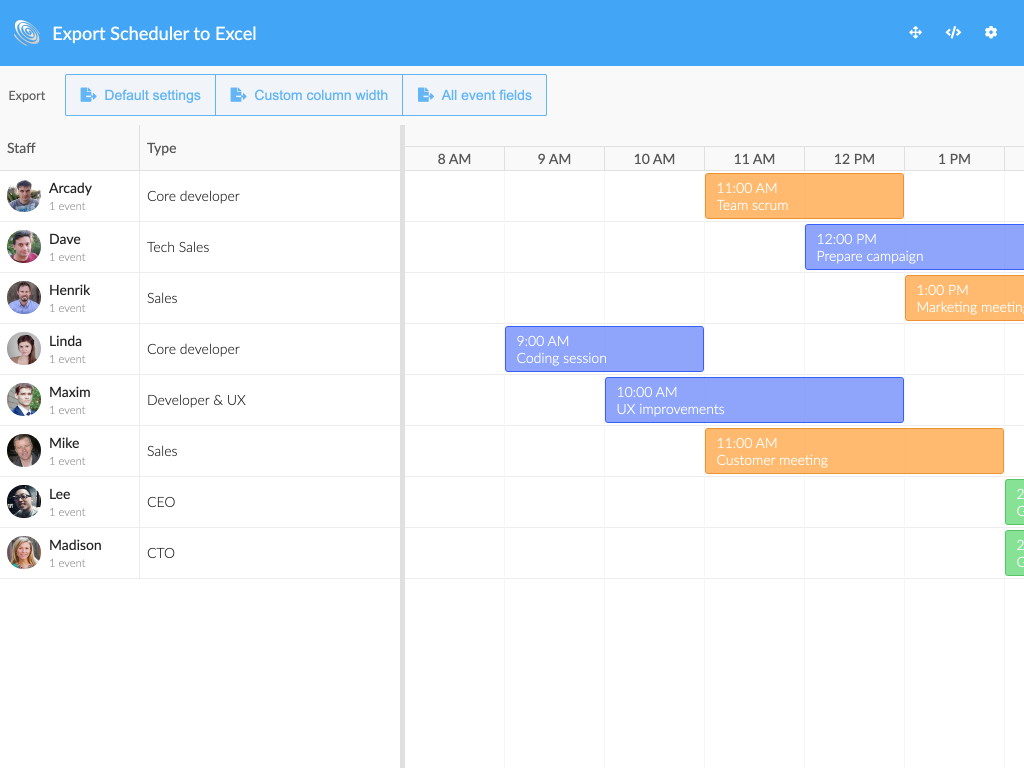 Export Scheduler to Excel
Export
Default settings
Custom column width
All event fields
Staff
Type
8 AM
9 AM
10 AM
11 AM
12 PM
1 PM
Arcady
1 event
Core developer
11:00 AM
Team scrum
Dave
1 event
Tech Sales
12:00 PM
Prepare campaign
Henrik
1 event
Sales
1:00 PM
Marketing meeting
Linda
1 event
Core developer
9:00 AM
Coding session
Maxim
1 event
Developer & UX
10:00 AM
UX improvements
Mike
1 event
Sales
11:00 AM
Customer meeting
Lee
1 event
CEO
2
G
Madison
1 event
CTO
2
G